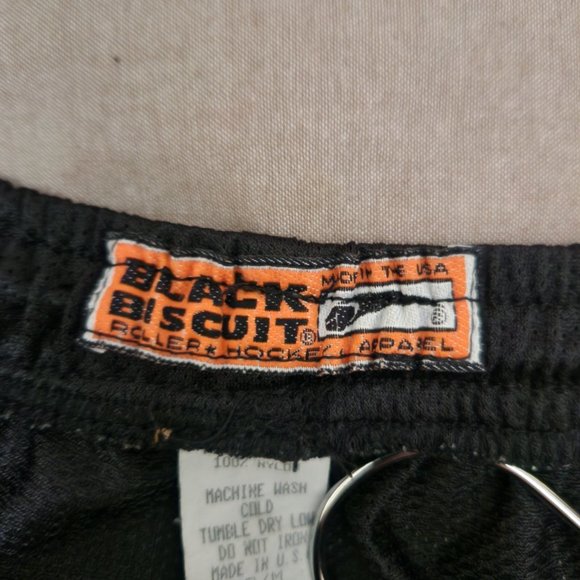 BLACK
BISCUIT®
MADE IN THE USA
®
ROLLER★HOCKEY APPAREL
100% NYLON
MACHINE WASH
COLD
TUMBLE DRY LOW
DO NOT IRON
MADE IN U.S.A